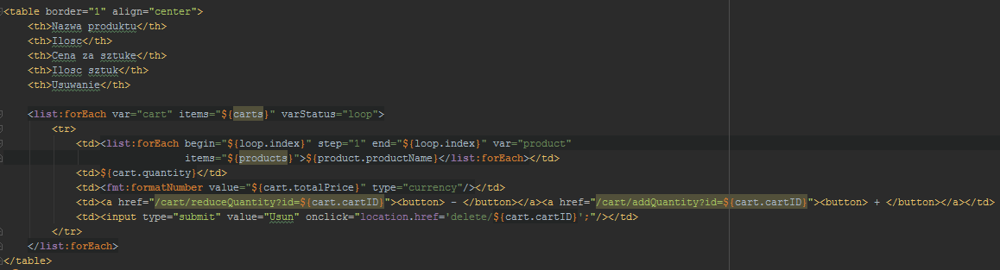 <table border="1" align="center">
    <th>Nazwa produktu</th>
    <th>Ilosc</th>
    <th>Cena za sztuke</th>
    <th>Ilosc sztuk</th>
    <th>Usuwanie</th>

    <list:forEach var="cart" items="${carts}" varStatus="loop">
        <tr>
            <td><list:forEach begin="${loop.index}" step="1" end="${loop.index}" var="product"
                              items="${products}">${product.productName}</list:forEach></td>
            <td>${cart.quantity}</td>
            <td><fmt:formatNumber value="${cart.totalPrice}" type="currency"/></td>
            <td><a href="/cart/reduceQuantity?id=${cart.cartID}"><button> - </button></a><a href="/cart/addQuantity?id=${cart.cartID}"><button> + </button></a></td>
            <td><input type="submit" value="Usun" onclick="location.href='delete/${cart.cartID}';"/></td>
        </tr>
    </list:forEach>
</table>